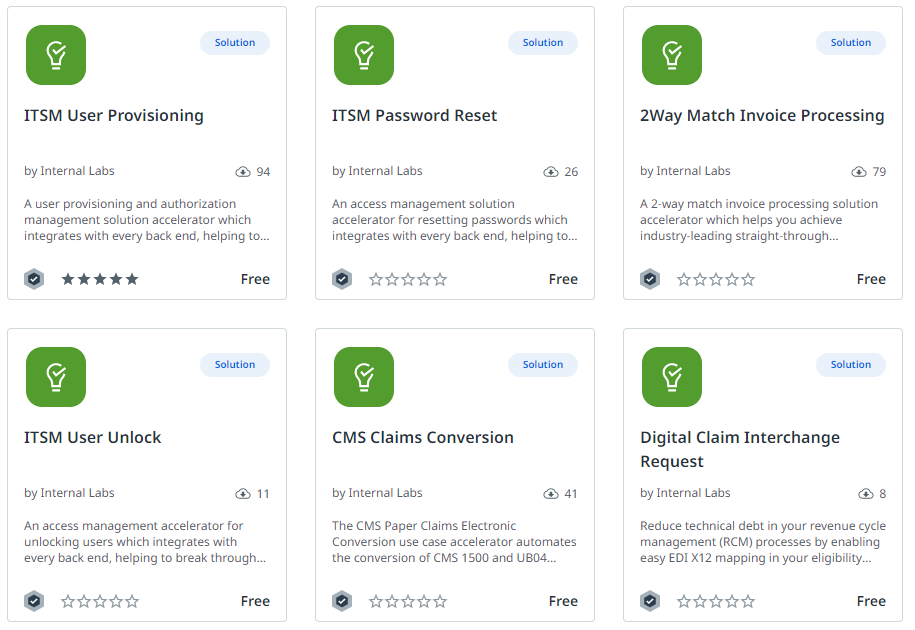 Solution
ITSM User Provisioning
by Internal Labs 94
A user provisioning and authorization
management solution accelerator which
integrates with every back end, helping to...
Free
Solution
ITSM Password Reset
by Internal Labs 26
An access management solution
accelerator for resetting passwords which
integrates with every back end, helping to...
Free
Solution
2Way Match Invoice Processing
by Internal Labs 79
A 2-way match invoice processing solution
accelerator which helps you achieve
industry-leading straight-through...
Free
Solution
ITSM User Unlock
by Internal Labs 11
An access management accelerator for
unlocking users which integrates with
every back end, helping to break through...
Free
Solution
CMS Claims Conversion
by Internal Labs 41
The CMS Paper Claims Electronic
Conversion use case accelerator automates
the conversion of CMS 1500 and UB04...
Free
Solution
Digital Claim Interchange
Request
by Internal Labs 8
Reduce technical debt in your revenue cycle
management (RCM) processes by enabling
easy EDI X12 mapping in your eligibility...
Free